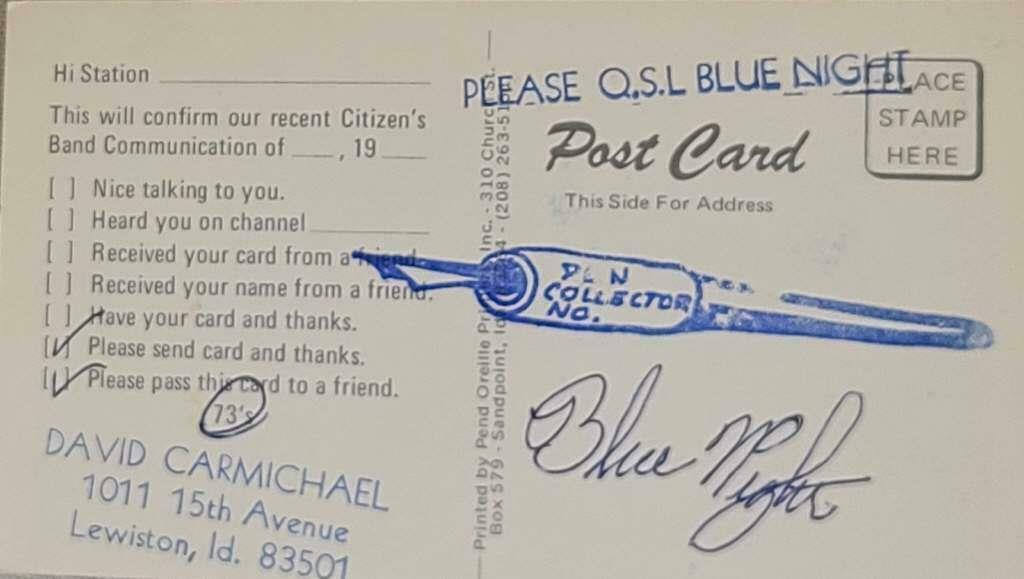 Hi Station
This will confirm our recent Citizen's
Band Communication of ____ , 19 ____
[ ] Nice talking to you.
[ ] Heard you on channel
[ ] Received your card from a friend.
[ ] Received your name from a friend.
[ ] Have your card and thanks.
[✓] Please send card and thanks.
[✓] Please pass this card to a friend.
73's
DAVID CARMICHAEL
1011 15th Avenue
Lewiston, Id. 83501
Printed by Pend Oreille Inc. - 310 Church St. -
Box 579 - Sandpoint, (208) 263-
PLEASE Q.S.L BLUE NIGHT
PLACE
STAMP
HERE
Post Card
This Side For Address
COLLECTOR
NO.
Blue Night